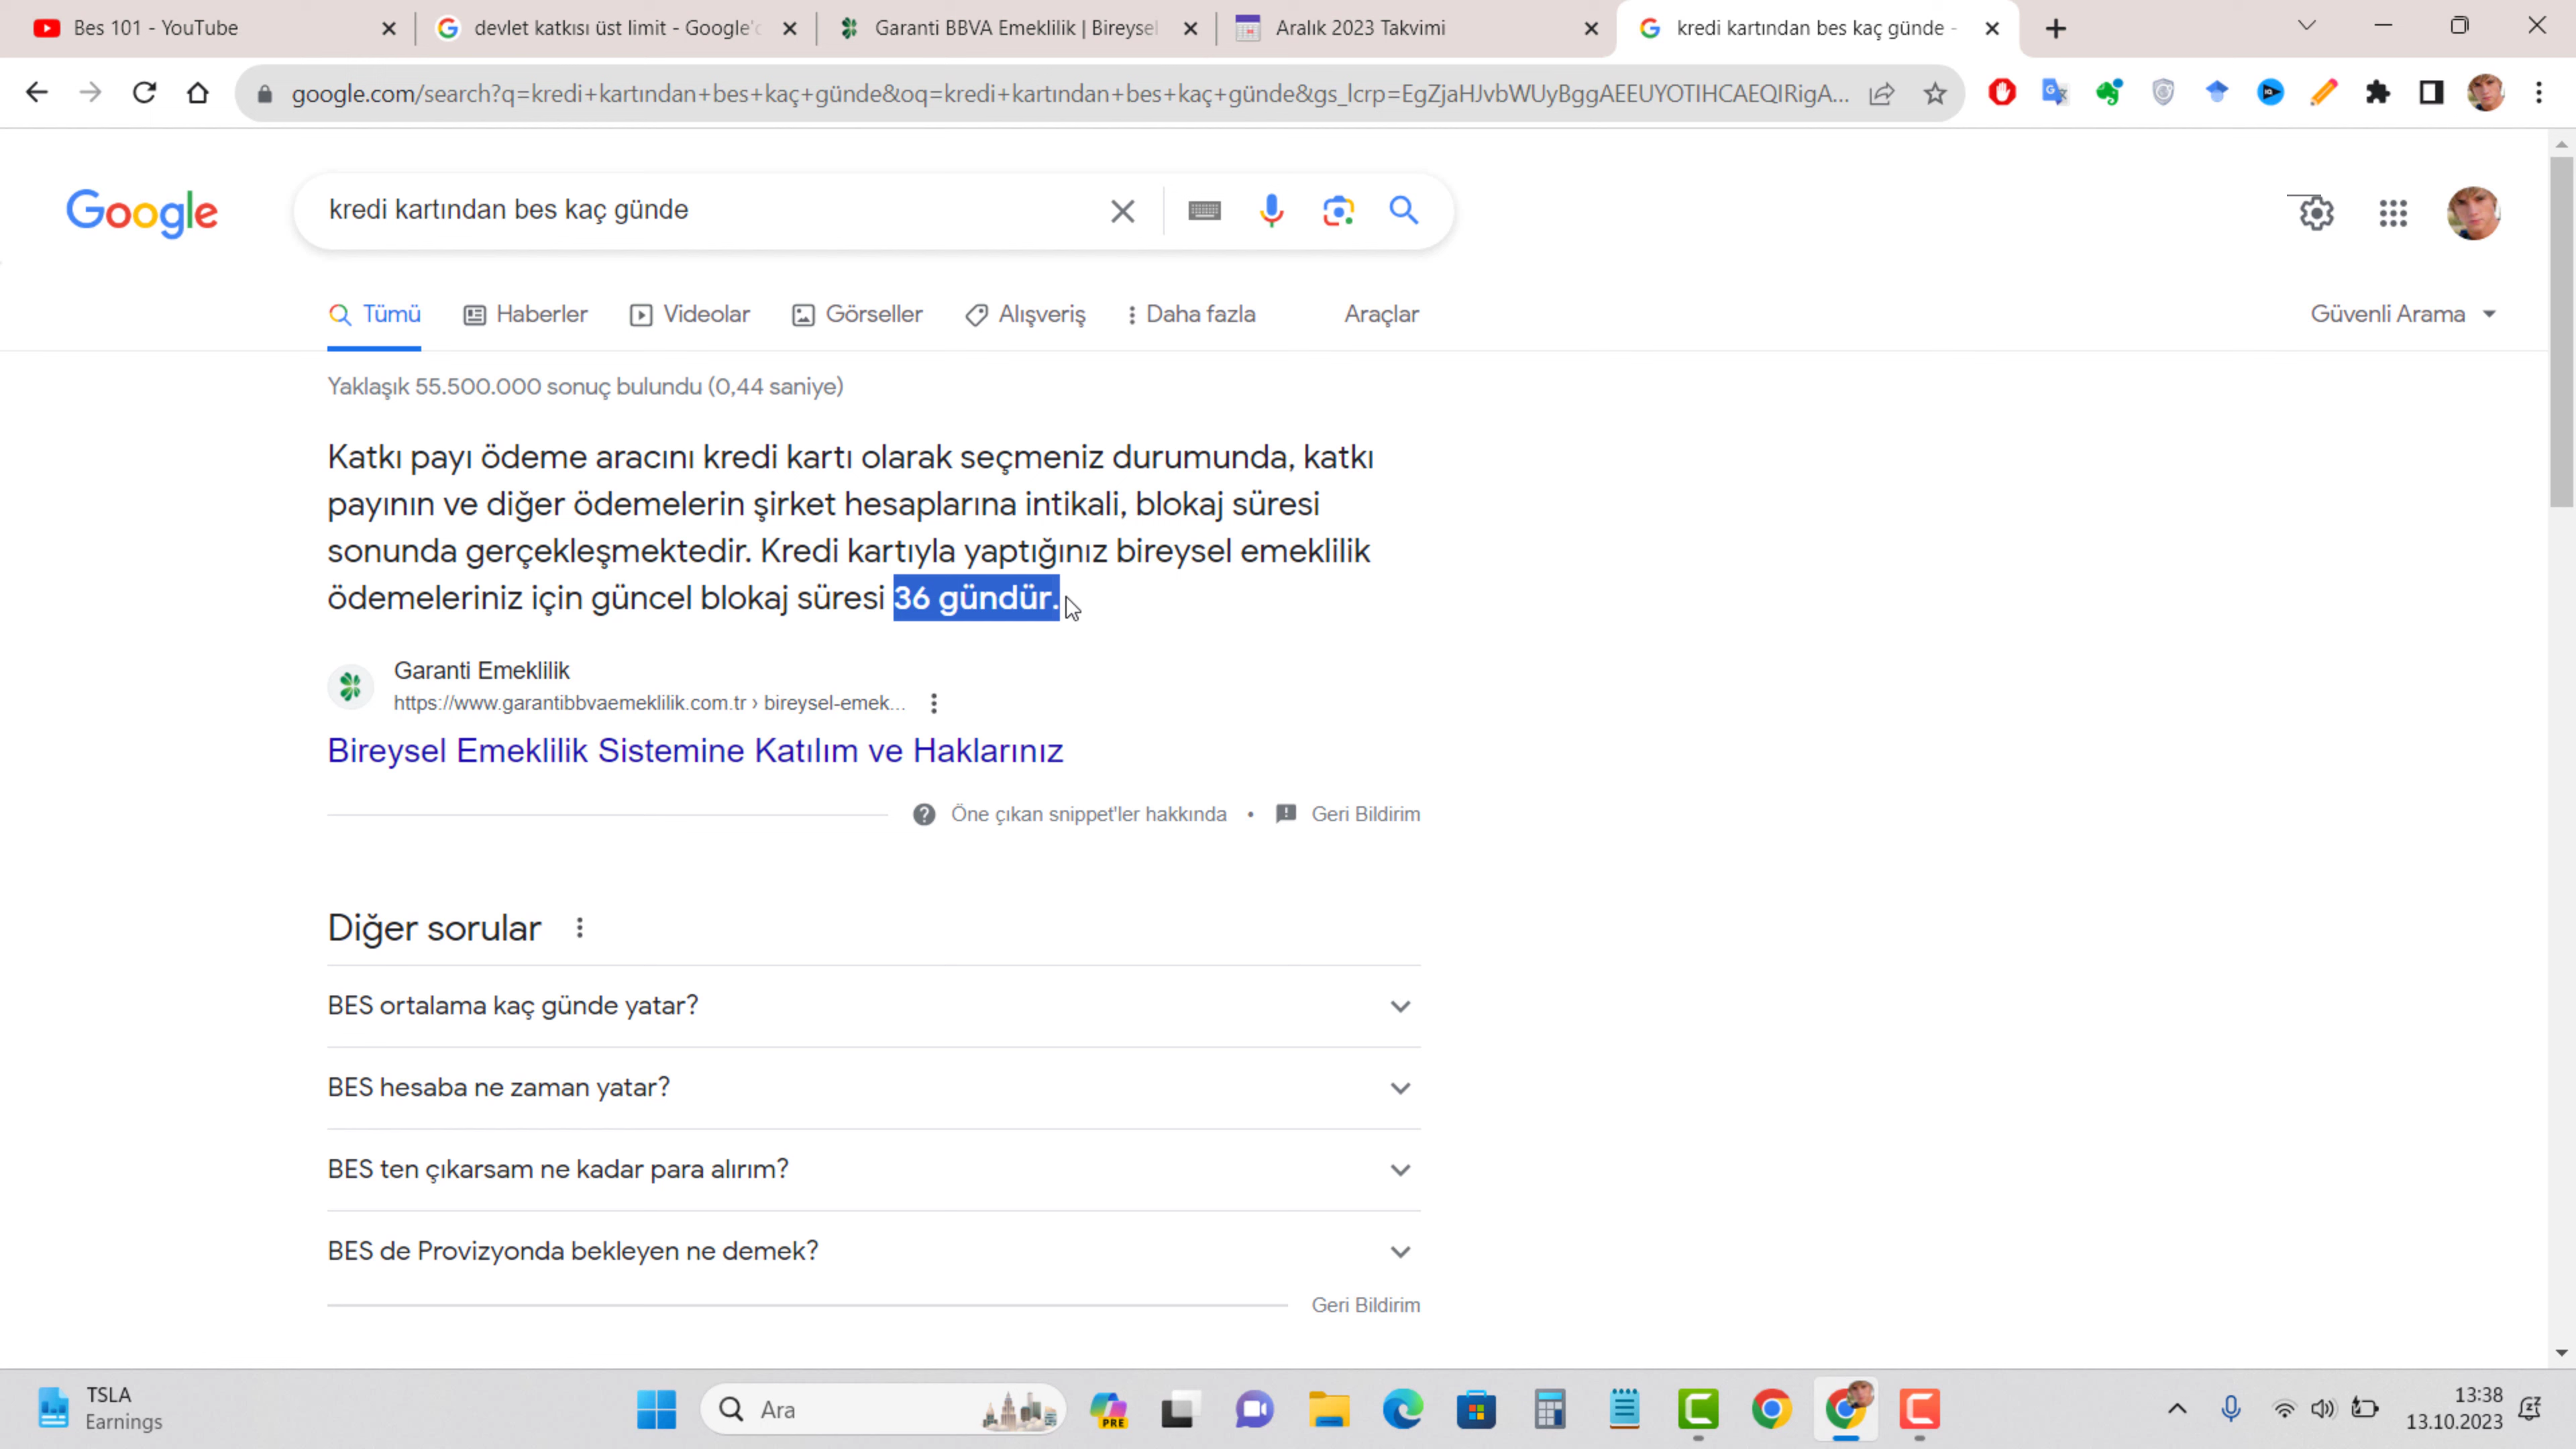 Bes 101 - YouTube
devlet katkısı üst limit - Google'd
Garanti BBVA Emeklilik | Bireysel
Aralık 2023 Takvimi
kredi kartından bes kaç günde -
google.com/search?q=kredi+kartından+bes+kaç+günde&oq=kredi+kartından+bes+kaç+günde&gs_lcrp=EgZjaHJvbWUyBggAEEUYOTIHCAEQIRigA...
Google
kredi kartından bes kaç günde
Tümü
Haberler
Videolar
Görseller
Alışveriş
Daha fazla
Araçlar
Güvenli Arama
Yaklaşık 55.500.000 sonuç bulundu (0,44 saniye)
Katkı payı ödeme aracını kredi kartı olarak seçmeniz durumunda, katkı
payının ve diğer ödemelerin şirket hesaplarına intikali, blokaj süresi
sonunda gerçekleşmektedir. Kredi kartıyla yaptığınız bireysel emeklilik
ödemeleriniz için güncel blokaj süresi 36 gündür.
Garanti Emeklilik
https://www.garantibbvaemeklilik.com.tr › bireysel-emek...
Bireysel Emeklilik Sistemine Katılım ve Haklarınız
Öne çıkan snippet'ler hakkında • Geri Bildirim
Diğer sorular
BES ortalama kaç günde yatar?
BES hesaba ne zaman yatar?
BES ten çıkarsam ne kadar para alırım?
BES de Provizyonda bekleyen ne demek?
Geri Bildirim
TSLA
Earnings
Ara
PRE
13:38
13.10.2023